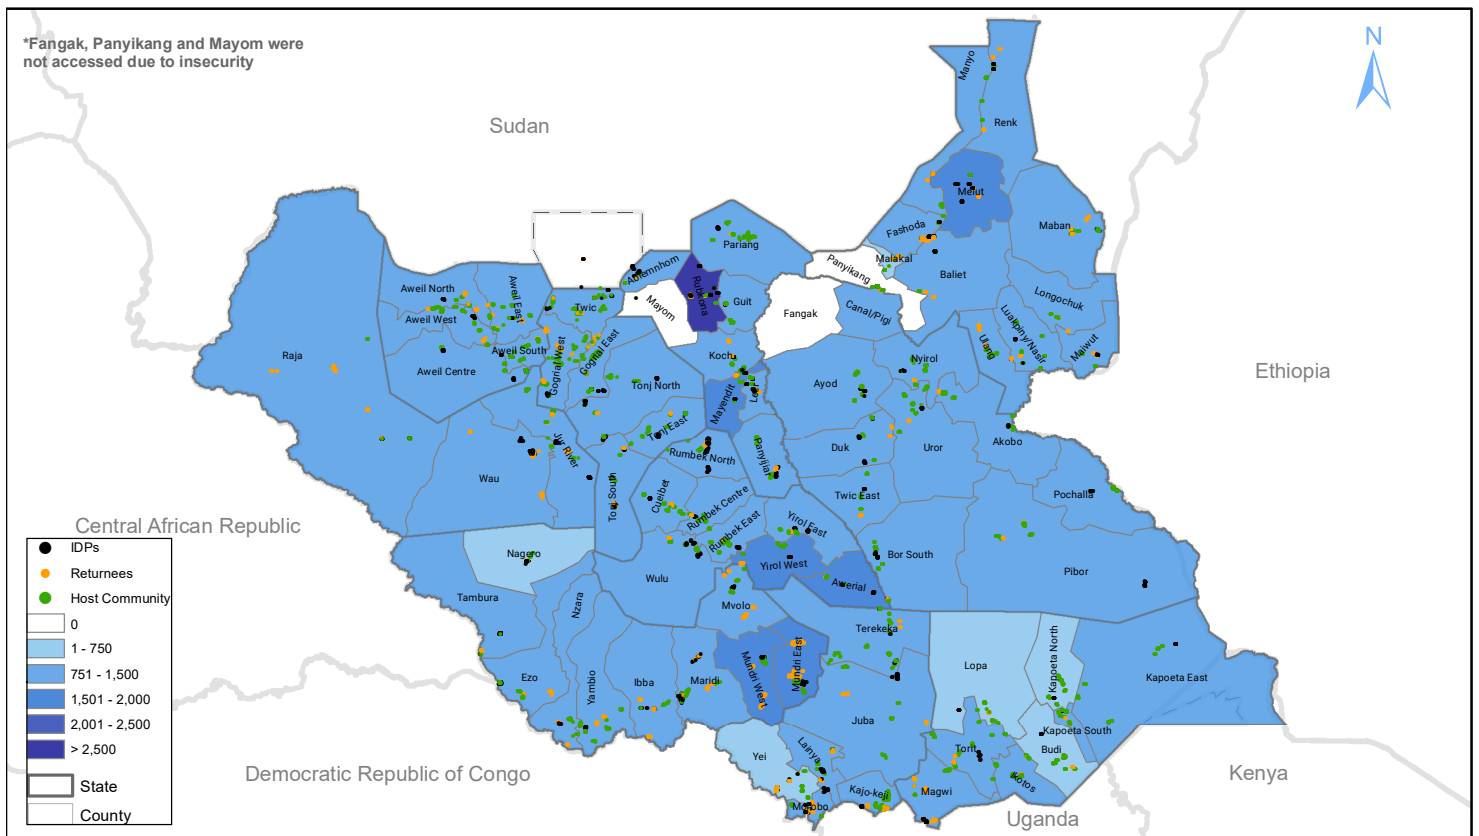 *Fangak, Panyikang and Mayom were
not accessed due to insecurity
N
Sudan
Manyo
Renk
Melut
Maban
Fashoda
Pariang
Malakal
Panyikang
Baliet
Abiemnhom
Rubkona
Longochuk
Aweil North
Aweil East
Twic
Mayom
Guit
Fangak
Canal/Pigi
Luakpiny/Nasir
Aweil West
Ulang
Maiwut
Raja
Aweil South
Gogrial West
Gogrial East
Koch
Nyirol
Ethiopia
Aweil Centre
Tonj North
Mayendit
Leer
Ayod
Tonj East
Jur River
Rumbek North
Panyijiar
Duk
Uror
Akobo
Wau
Tonj South
Cueibet
Rumbek Centre
Twic East
Pochalla
Central African Republic
Rumbek East
Yirol East
IDPs
Returnees
Host Community
0
1 - 750
751 - 1,500
1,501 - 2,000
2,001 - 2,500
> 2,500
State
County
Nagero
Wulu
Yirol West
Awerial
Bor South
Pibor
Tambura
Nzara
Mvolo
Terekeka
Ezo
Yambio
Ibba
Maridi
Mundri West
Mundri East
Lopa
Kapoeta North
Kapoeta East
Juba
Kapoeta South
Yei
Lainya
Torit
Budi
Ikotos
Democratic Republic of Congo
Morobo
Kajo-keji
Magwi
Kenya
Uganda